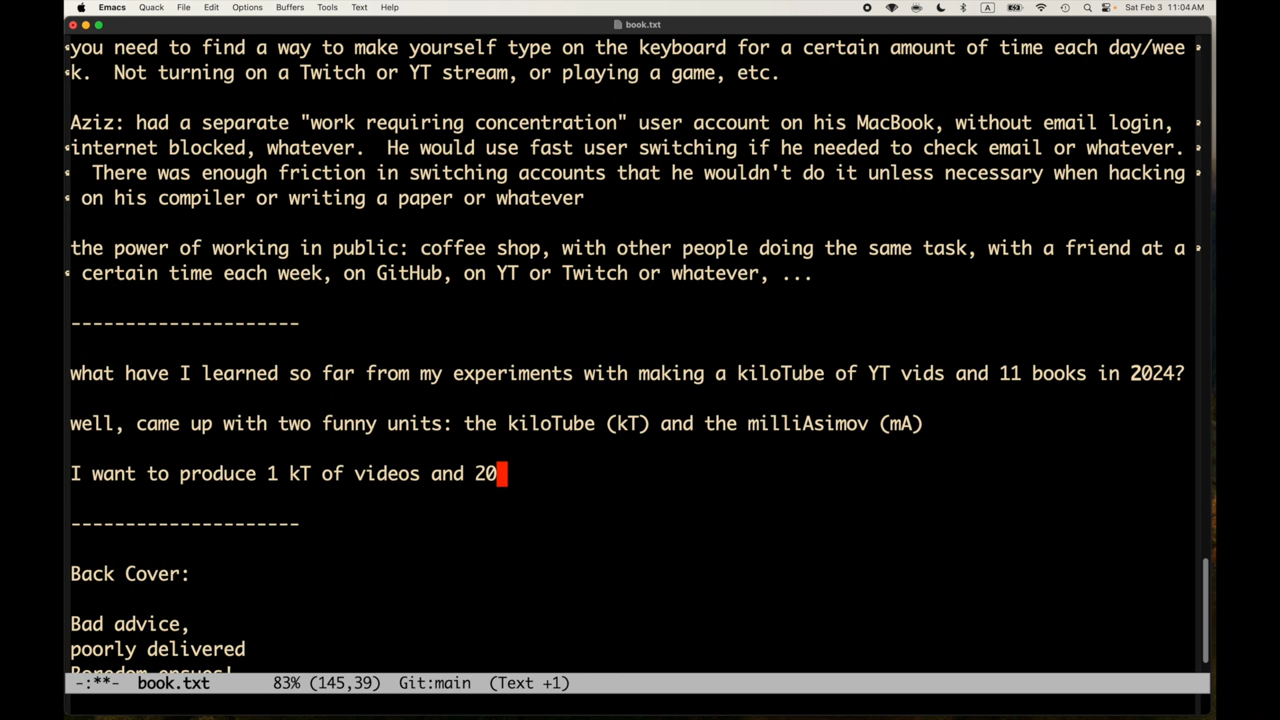 Emacs Quack File Edit Options Buffers Tools Text Help A Sat Feb 3 11:04AM
book.txt
you need to find a way to make yourself type on the keyboard for a certain amount of time each day/wee
k.  Not turning on a Twitch or YT stream, or playing a game, etc.
Aziz: had a separate "work requiring concentration" user account on his MacBook, without email login,
internet blocked, whatever.  He would use fast user switching if he needed to check email or whatever.
There was enough friction in switching accounts that he wouldn't do it unless necessary when hacking
on his compiler or writing a paper or whatever
the power of working in public: coffee shop, with other people doing the same task, with a friend at a
certain time each week, on GitHub, on YT or Twitch or whatever, ...
---------------------
what have I learned so far from my experiments with making a kiloTube of YT vids and 11 books in 2024?
well, came up with two funny units: the kiloTube (kT) and the milliAsimov (mA)
I want to produce 1 kT of videos and 20
---------------------
Back Cover:
Bad advice,
poorly delivered
Boredom ensues!
-:**-  book.txt      83% (145,39)  Git:main  (Text +1)